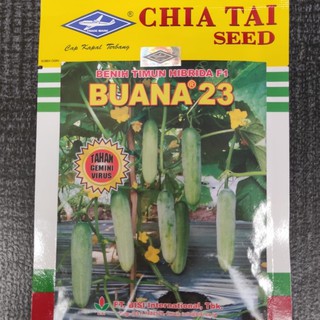 CHIA TAI
SEED
Cap Kapal Terbang
BENIH TIMUN HIBRIDA F1
BUANA® 23
TAHAN
GEMINI
VIRUS
PT. BISI International, Tbk.